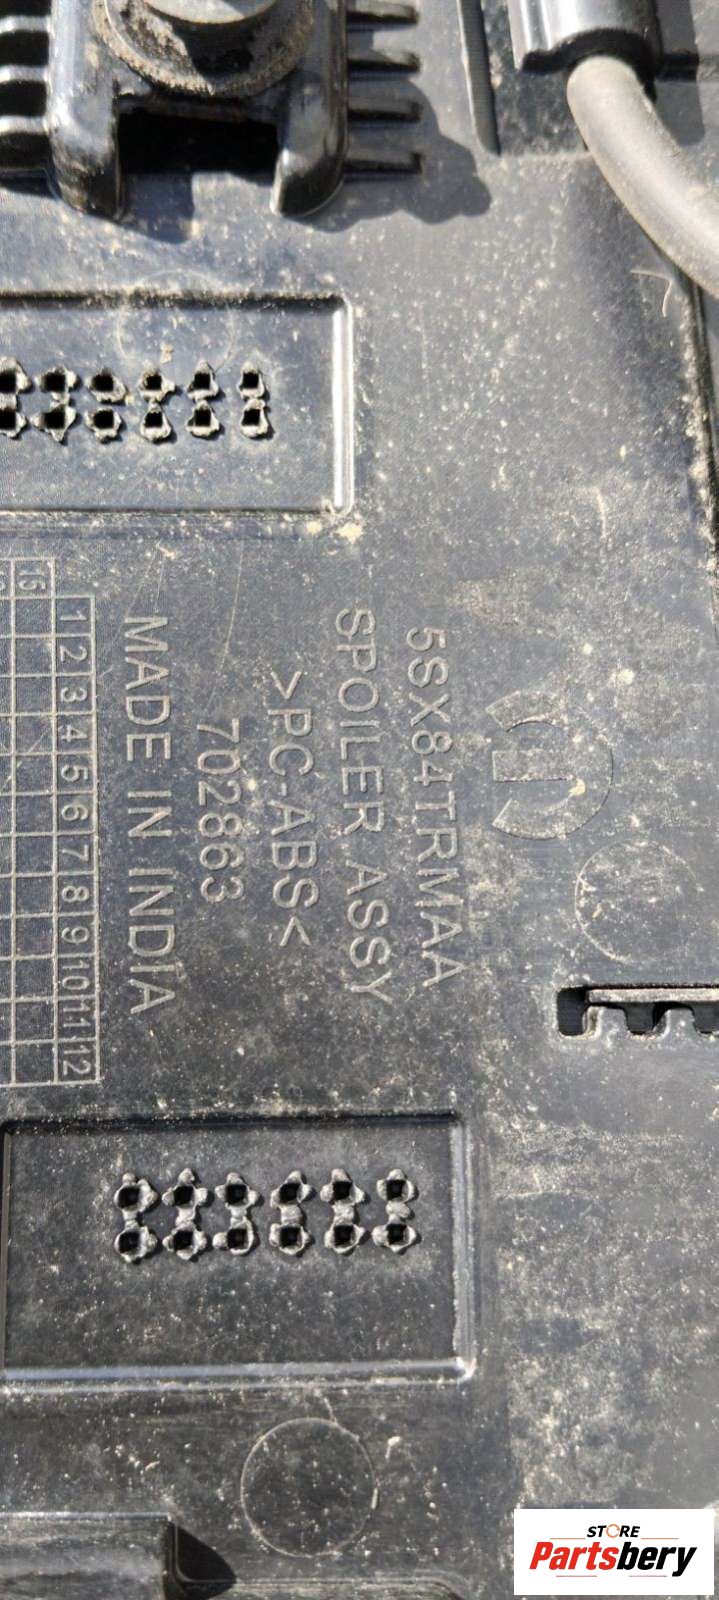 5SX84TRMAA
SPOILER ASSY
>PC-ABS<
702863
MADE IN INDIA
1 2 3 4 5 6 7 8 9 10 11 12
15
STORE
Partsbery